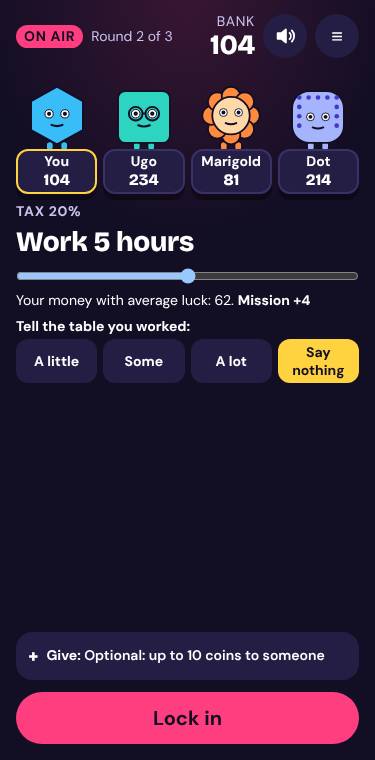 ON AIR
Round 2 of 3
BANK
104
You
104
Ugo
234
Marigold
81
Dot
214
TAX 20%
Work 5 hours
Your money with average luck: 62. Mission +4
Tell the table you worked:
A little
Some
A lot
Say
nothing
+ Give: Optional: up to 10 coins to someone
Lock in